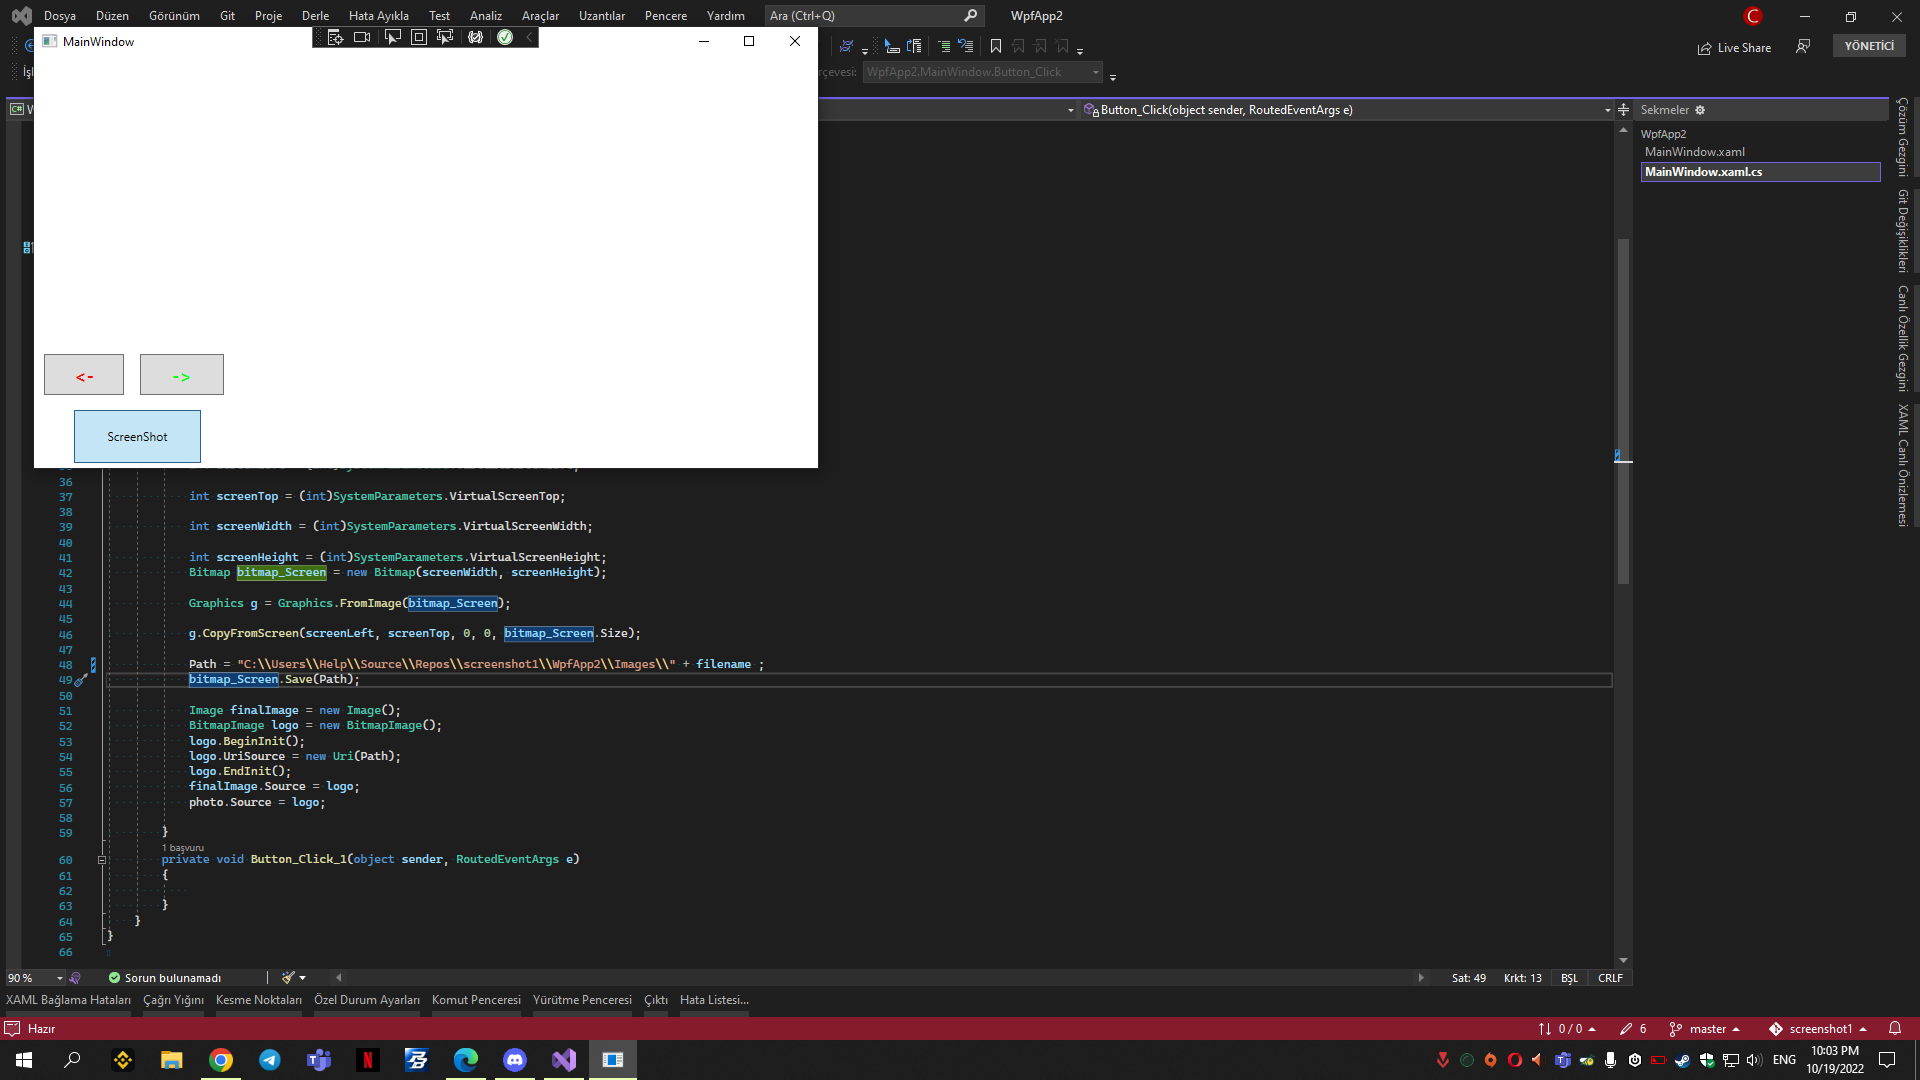 Dosya Düzen Görünüm Git Proje Derle Hata Ayıkla Test Analiz Araçlar Uzantılar Pencere Yardım Ara (Ctrl+Q) WpfApp2 C
MainWindow
Live Share YÖNETİCİ
İşl rçevesi: WpfApp2.MainWindow.Button_Click
C# W Button_Click(object sender, RoutedEventArgs e) Sekmeler
WpfApp2
MainWindow.xaml
MainWindow.xaml.cs
Çözüm Gezgini
Git Değişiklikleri
Canlı Özellik Gezgini
XAML Canlı Önizlemesi
<- ->
ScreenShot
36
37 int screenTop = (int)SystemParameters.VirtualScreenTop;
38
39 int screenWidth = (int)SystemParameters.VirtualScreenWidth;
40
41 int screenHeight = (int)SystemParameters.VirtualScreenHeight;
42 Bitmap bitmap_Screen = new Bitmap(screenWidth, screenHeight);
43
44 Graphics g = Graphics.FromImage(bitmap_Screen);
45
46 g.CopyFromScreen(screenLeft, screenTop, 0, 0, bitmap_Screen.Size);
47
48 Path = "C:\\Users\\Help\\Source\\Repos\\screenshot1\\WpfApp2\\Images\\" + filename ;
49 bitmap_Screen.Save(Path);
50
51 Image finalImage = new Image();
52 BitmapImage logo = new BitmapImage();
53 logo.BeginInit();
54 logo.UriSource = new Uri(Path);
55 logo.EndInit();
56 finalImage.Source = logo;
57 photo.Source = logo;
58
59 }
1 başvuru
60 private void Button_Click_1(object sender, RoutedEventArgs e)
61 {
62
63 }
64 }
65 }
66
90 % Sorun bulunamadı Sat: 49 Krkt: 13 BŞL CRLF
XAML Bağlama Hataları Çağrı Yığını Kesme Noktaları Özel Durum Ayarları Komut Penceresi Yürütme Penceresi Çıktı Hata Listesi...
Hazır 0 / 0 6 master screenshot1
ENG 10:03 PM
10/19/2022